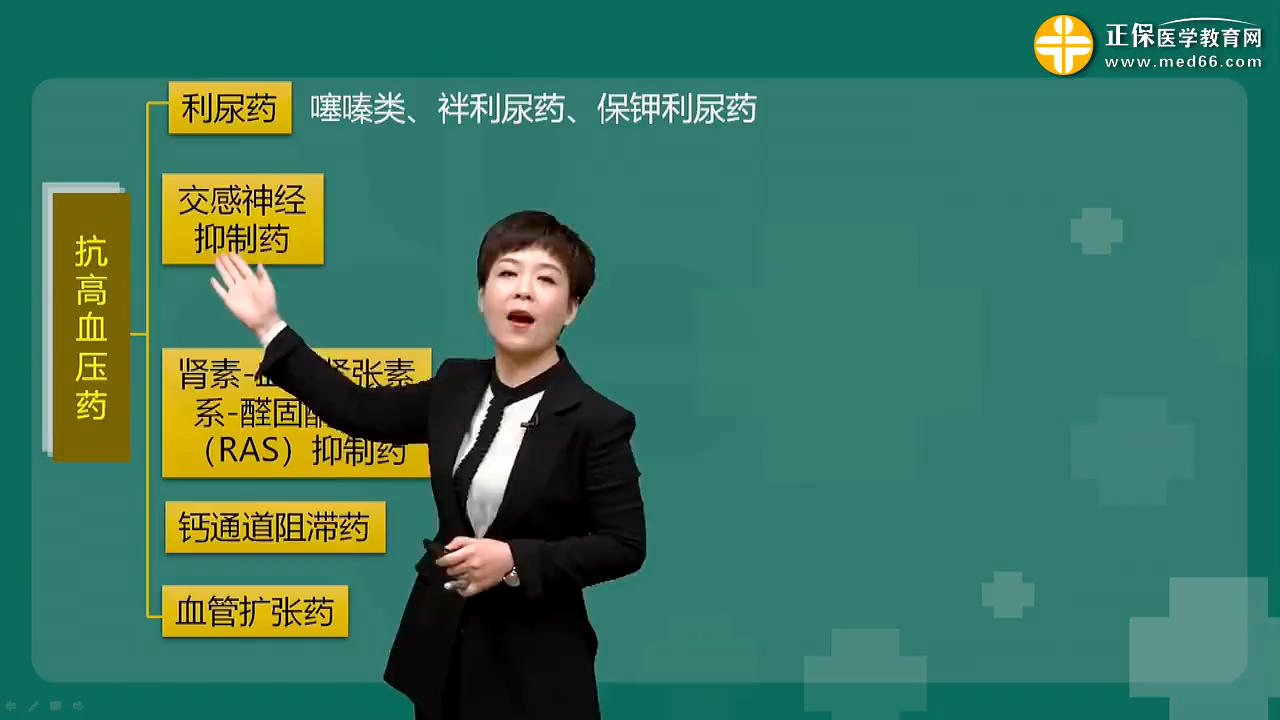 正保医学教育网
www.med66.com
利尿药 噻嗪类、袢利尿药、保钾利尿药
交感神经
抑制药
抗高血压药
肾素- 张素
系-醛固
（RAS）抑制药
钙通道阻滞药
血管扩张药